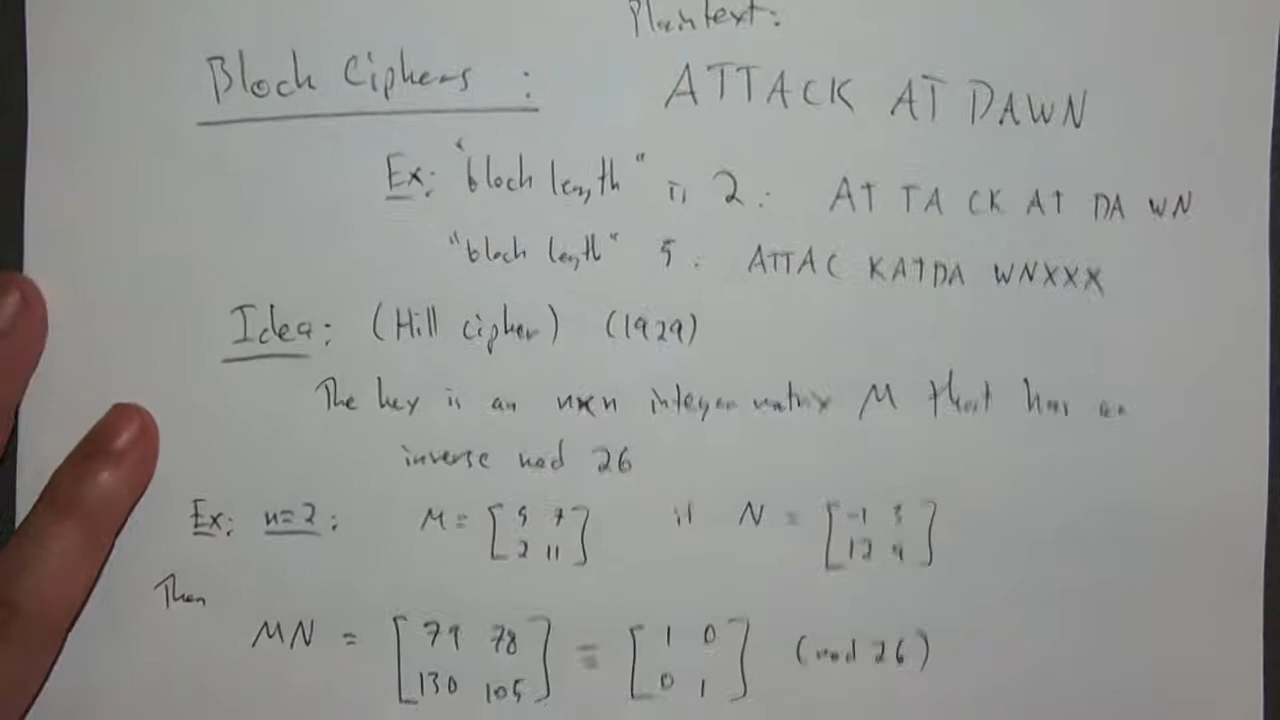 Plaintext:
Block Ciphers :
ATTACK AT DAWN
Ex: "block length" is 2: AT TA CK AT DA WN
"block length" 5: ATTAC KATDA WNXXX
Idea: (Hill cipher) (1929)
The key is an nxn integer matrix M that has an
inverse mod 26
Ex: n=2: M = [5 7 if N = [-1 3
2 11] 12 9]
Then
MN = [79 78 ≡ [1 0 (mod 26)
130 105] 0 1]